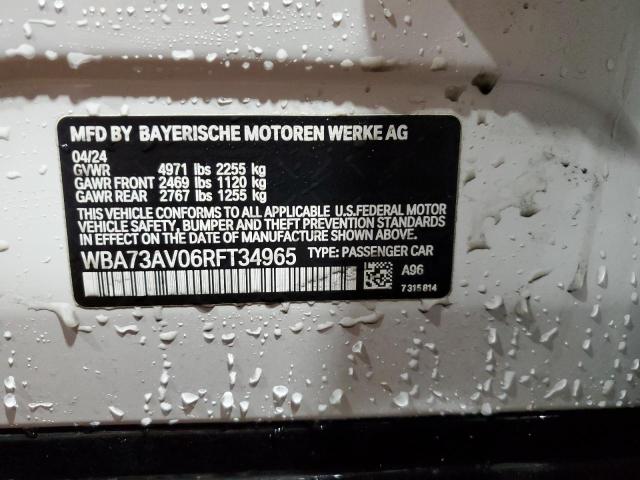 MFD BY BAYERISCHE MOTOREN WERKE AG
04/24
GVWR 4971 lbs 2255 kg
GAWR FRONT 2469 lbs 1120 kg
GAWR REAR 2767 lbs 1255 kg
THIS VEHICLE CONFORMS TO ALL APPLICABLE U.S.FEDERAL MOTOR
VEHICLE SAFETY, BUMPER AND THEFT PREVENTION STANDARDS
IN EFFECT ON THE DATE OF MANUFACTURE SHOWN ABOVE.
WBA73AV06RFT34965 TYPE: PASSENGER CAR
A96
7 315 814